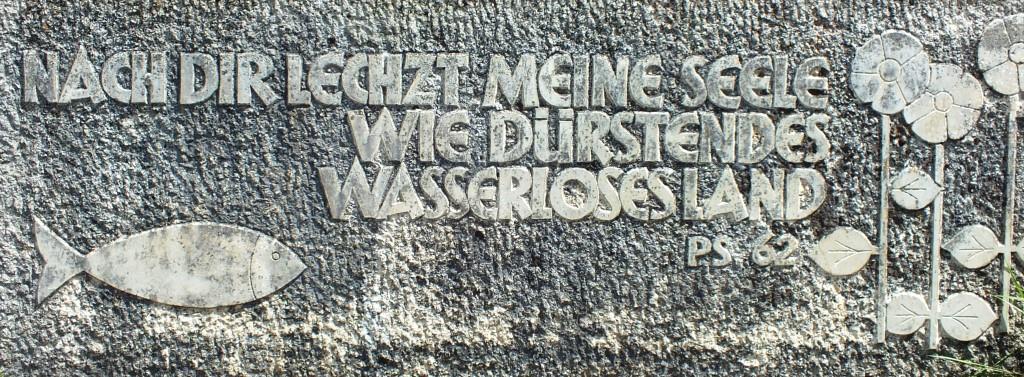 NACH DIR LECHZT MEINE SEELE
WIE DÜRSTENDES
WASSERLOSES LAND
PS 62